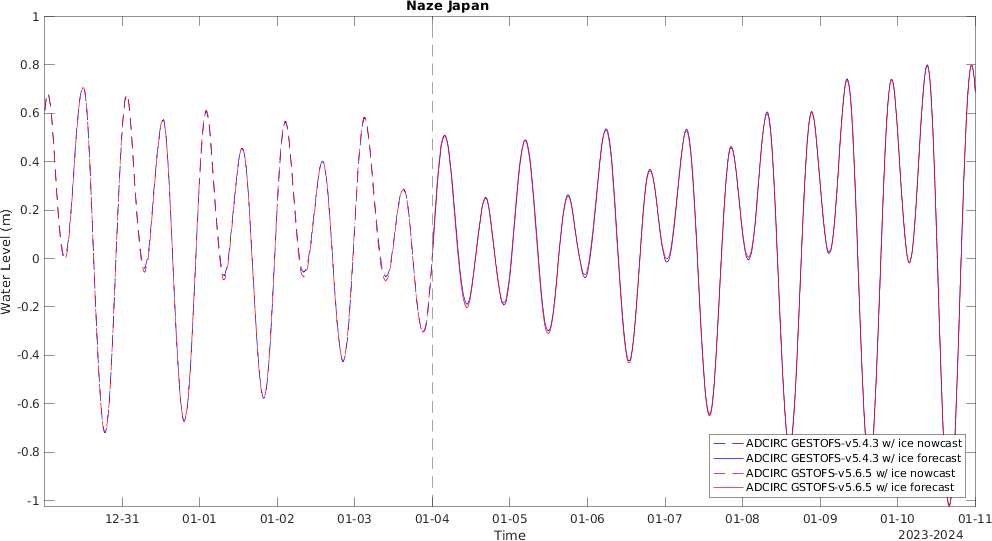 Naze Japan
1
0.8
0.6
0.4
0.2
0
-0.2
-0.4
-0.6
-0.8
-1
Water Level (m)
ADCIRC GESTOFS-v5.4.3 w/ ice nowcast
ADCIRC GESTOFS-v5.4.3 w/ ice forecast
ADCIRC GSTOFS-v5.6.5 w/ ice nowcast
ADCIRC GSTOFS-v5.6.5 w/ ice forecast
12-31 01-01 01-02 01-03 01-04 01-05 01-06 01-07 01-08 01-09 01-10 01-11
Time
2023-2024